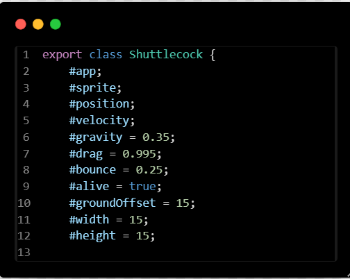 1 export class Shuttlecock {
2     #app;
3     #sprite;
4     #position;
5     #velocity;
6     #gravity = 0.35;
7     #drag = 0.995;
8     #bounce = 0.25;
9     #alive = true;
10     #groundOffset = 15;
11     #width = 15;
12     #height = 15;
13